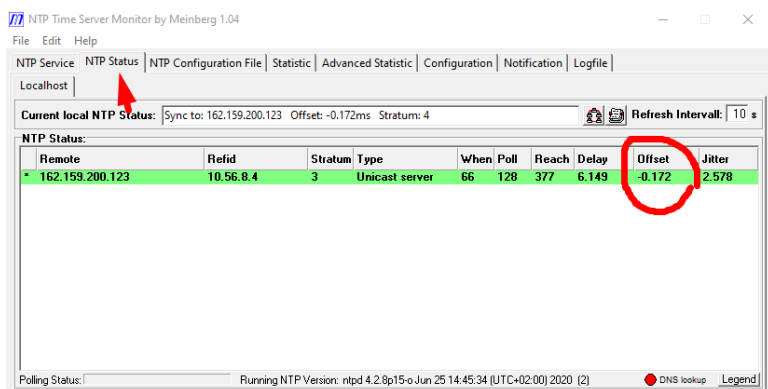 NTP Time Server Monitor by Meinberg 1.04
File Edit Help
NTP Service NTP Status NTP Configuration File Statistic Advanced Statistic Configuration Notification Logfile
Localhost
Current local NTP Status: Sync to: 162.159.200.123 Offset: -0.172ms Stratum: 4 Refresh Intervall: 10 s
NTP Status:
Remote Refid Stratum Type When Poll Reach Delay Offset Jitter
* 162.159.200.123 10.56.8.4 3 Unicast server 66 128 377 6.149 -0.172 2.578
Polling Status: Running NTP Version: ntpd 4.2.8p15-o Jun 25 14:45:34 (UTC+02:00) 2020 (2) DNS lookup Legend